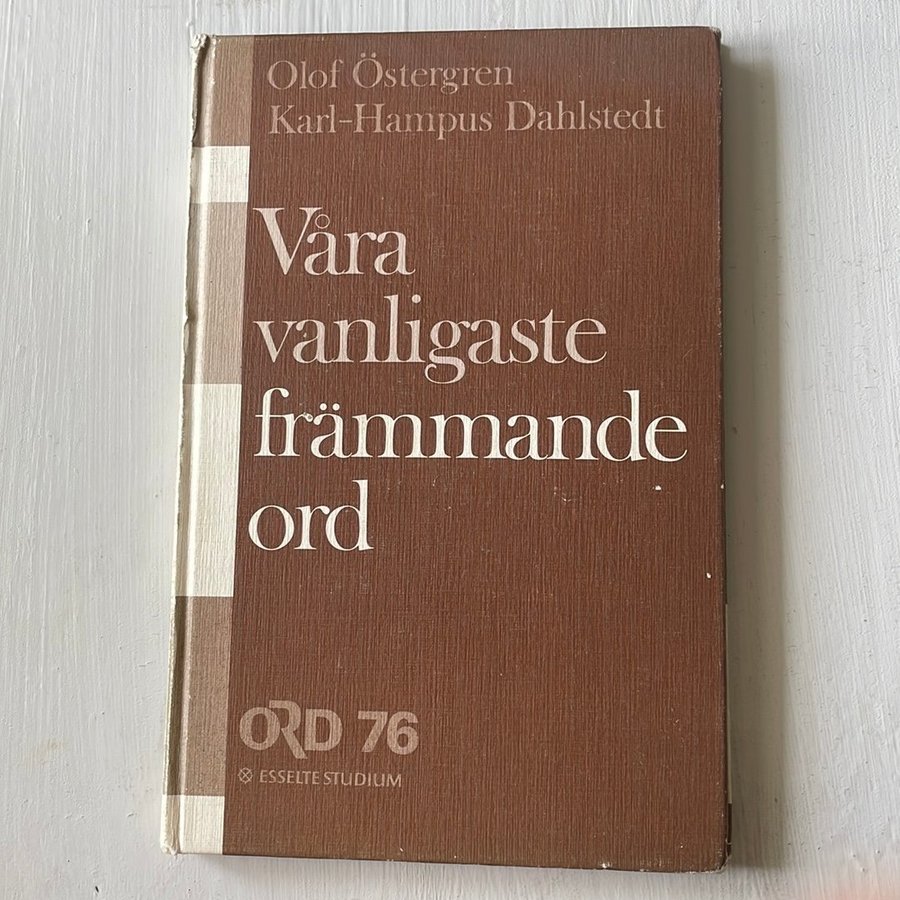 Olof Östergren
Karl-Hampus Dahlstedt
Våra
vanligaste
främmande
ord
ORD 76
ESSELTE STUDIUM